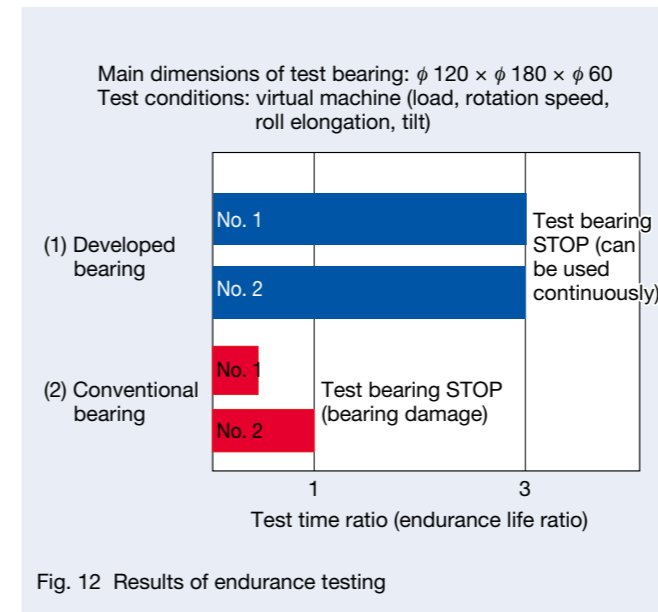 Main dimensions of test bearing: ϕ 120 × ϕ 180 × ϕ 60
Test conditions: virtual machine (load, rotation speed,
roll elongation, tilt)
(1) Developed
bearing
No. 1
No. 2
Test bearing
STOP (can
be used
continuously)
(2) Conventional
bearing
No. 1
No. 2
Test bearing STOP
(bearing damage)
1
3
Test time ratio (endurance life ratio)
Fig. 12 Results of endurance testing